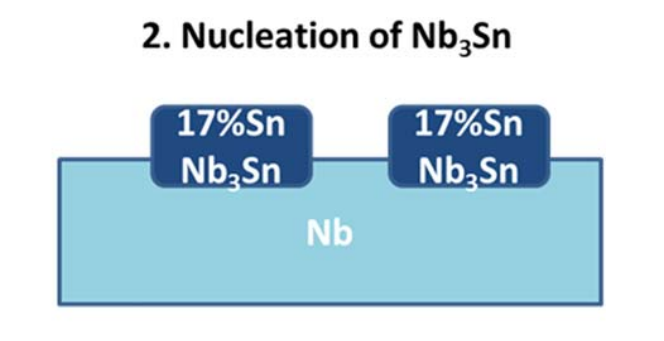 2. Nucleation of Nb₃Sn
17%Sn
Nb₃Sn
17%Sn
Nb₃Sn
Nb